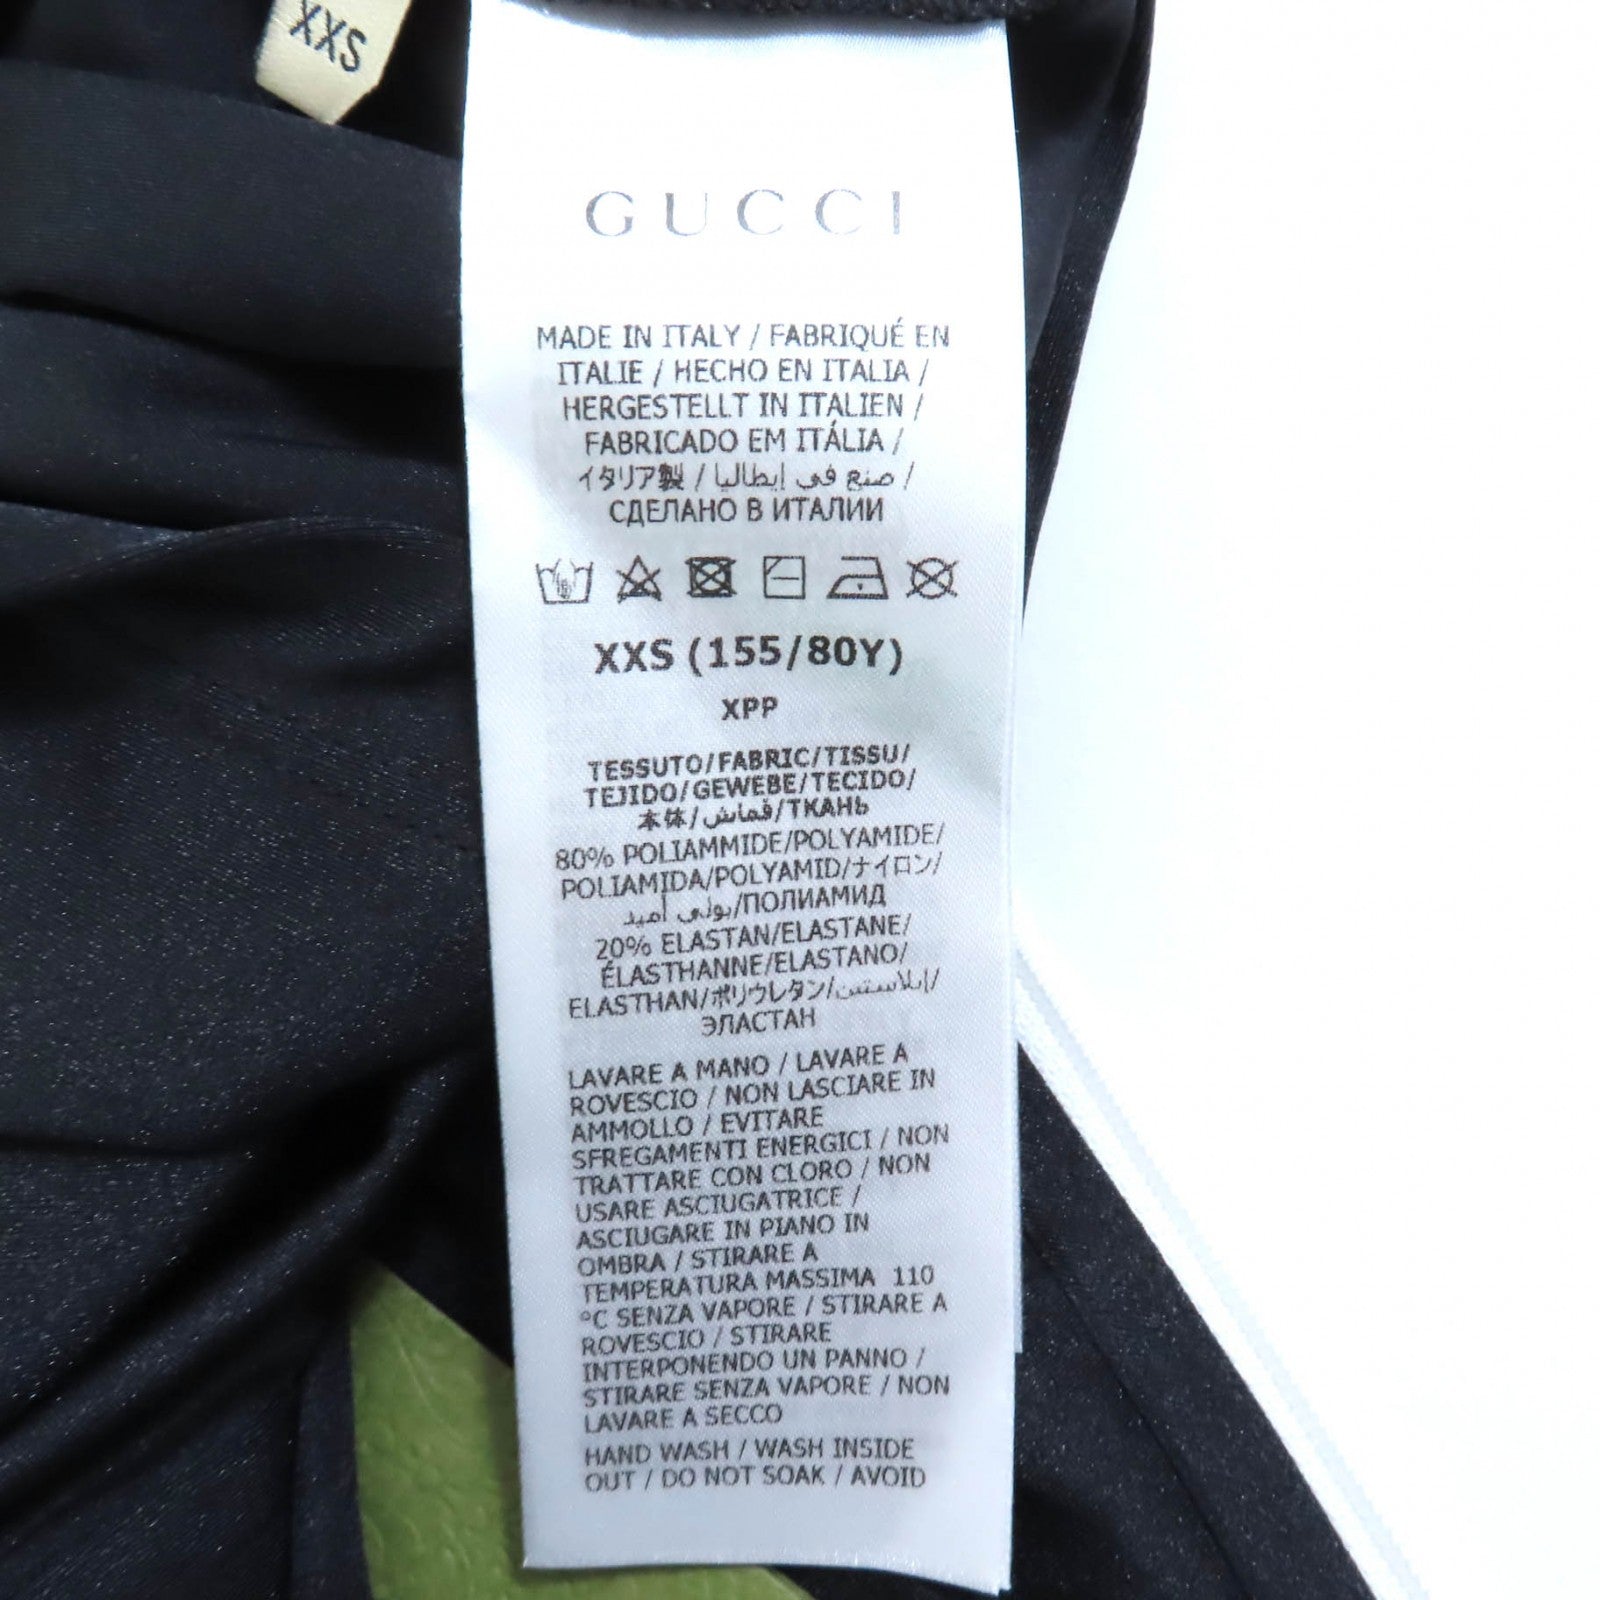 XXS
GUCCI
MADE IN ITALY / FABRIQUÉ EN
ITALIE / HECHO EN ITALIA /
HERGESTELLT IN ITALIEN /
FABRICADO EM ITÁLIA /
イタリア製 / صنع في إيطاليا /
СДЕЛАНО В ИТАЛИИ
XXS (155/80Y)
XPP
TESSUTO/FABRIC/TISSU/
TEJIDO/GEWEBE/TECIDO/
本体/قماش/ТКАНЬ
80% POLIAMMIDE/POLYAMIDE/
POLIAMIDA/POLYAMID/ナイロン/
بولي أميد/ПОЛИАМИД
20% ELASTAN/ELASTANE/
ÉLASTHANNE/ELASTANO/
ELASTHAN/ポリウレタン/إيلاستين/
ЭЛАСТАН
LAVARE A MANO / LAVARE A
ROVESCIO / NON LASCIARE IN
AMMOLLO / EVITARE
SFREGAMENTI ENERGICI / NON
TRATTARE CON CLORO / NON
USARE ASCIUGATRICE /
ASCIUGARE IN PIANO IN
OMBRA / STIRARE A
TEMPERATURA MASSIMA 110
°C SENZA VAPORE / STIRARE A
ROVESCIO / STIRARE
INTERPONENDO UN PANNO /
STIRARE SENZA VAPORE / NON
LAVARE A SECCO
HAND WASH / WASH INSIDE
OUT / DO NOT SOAK / AVOID